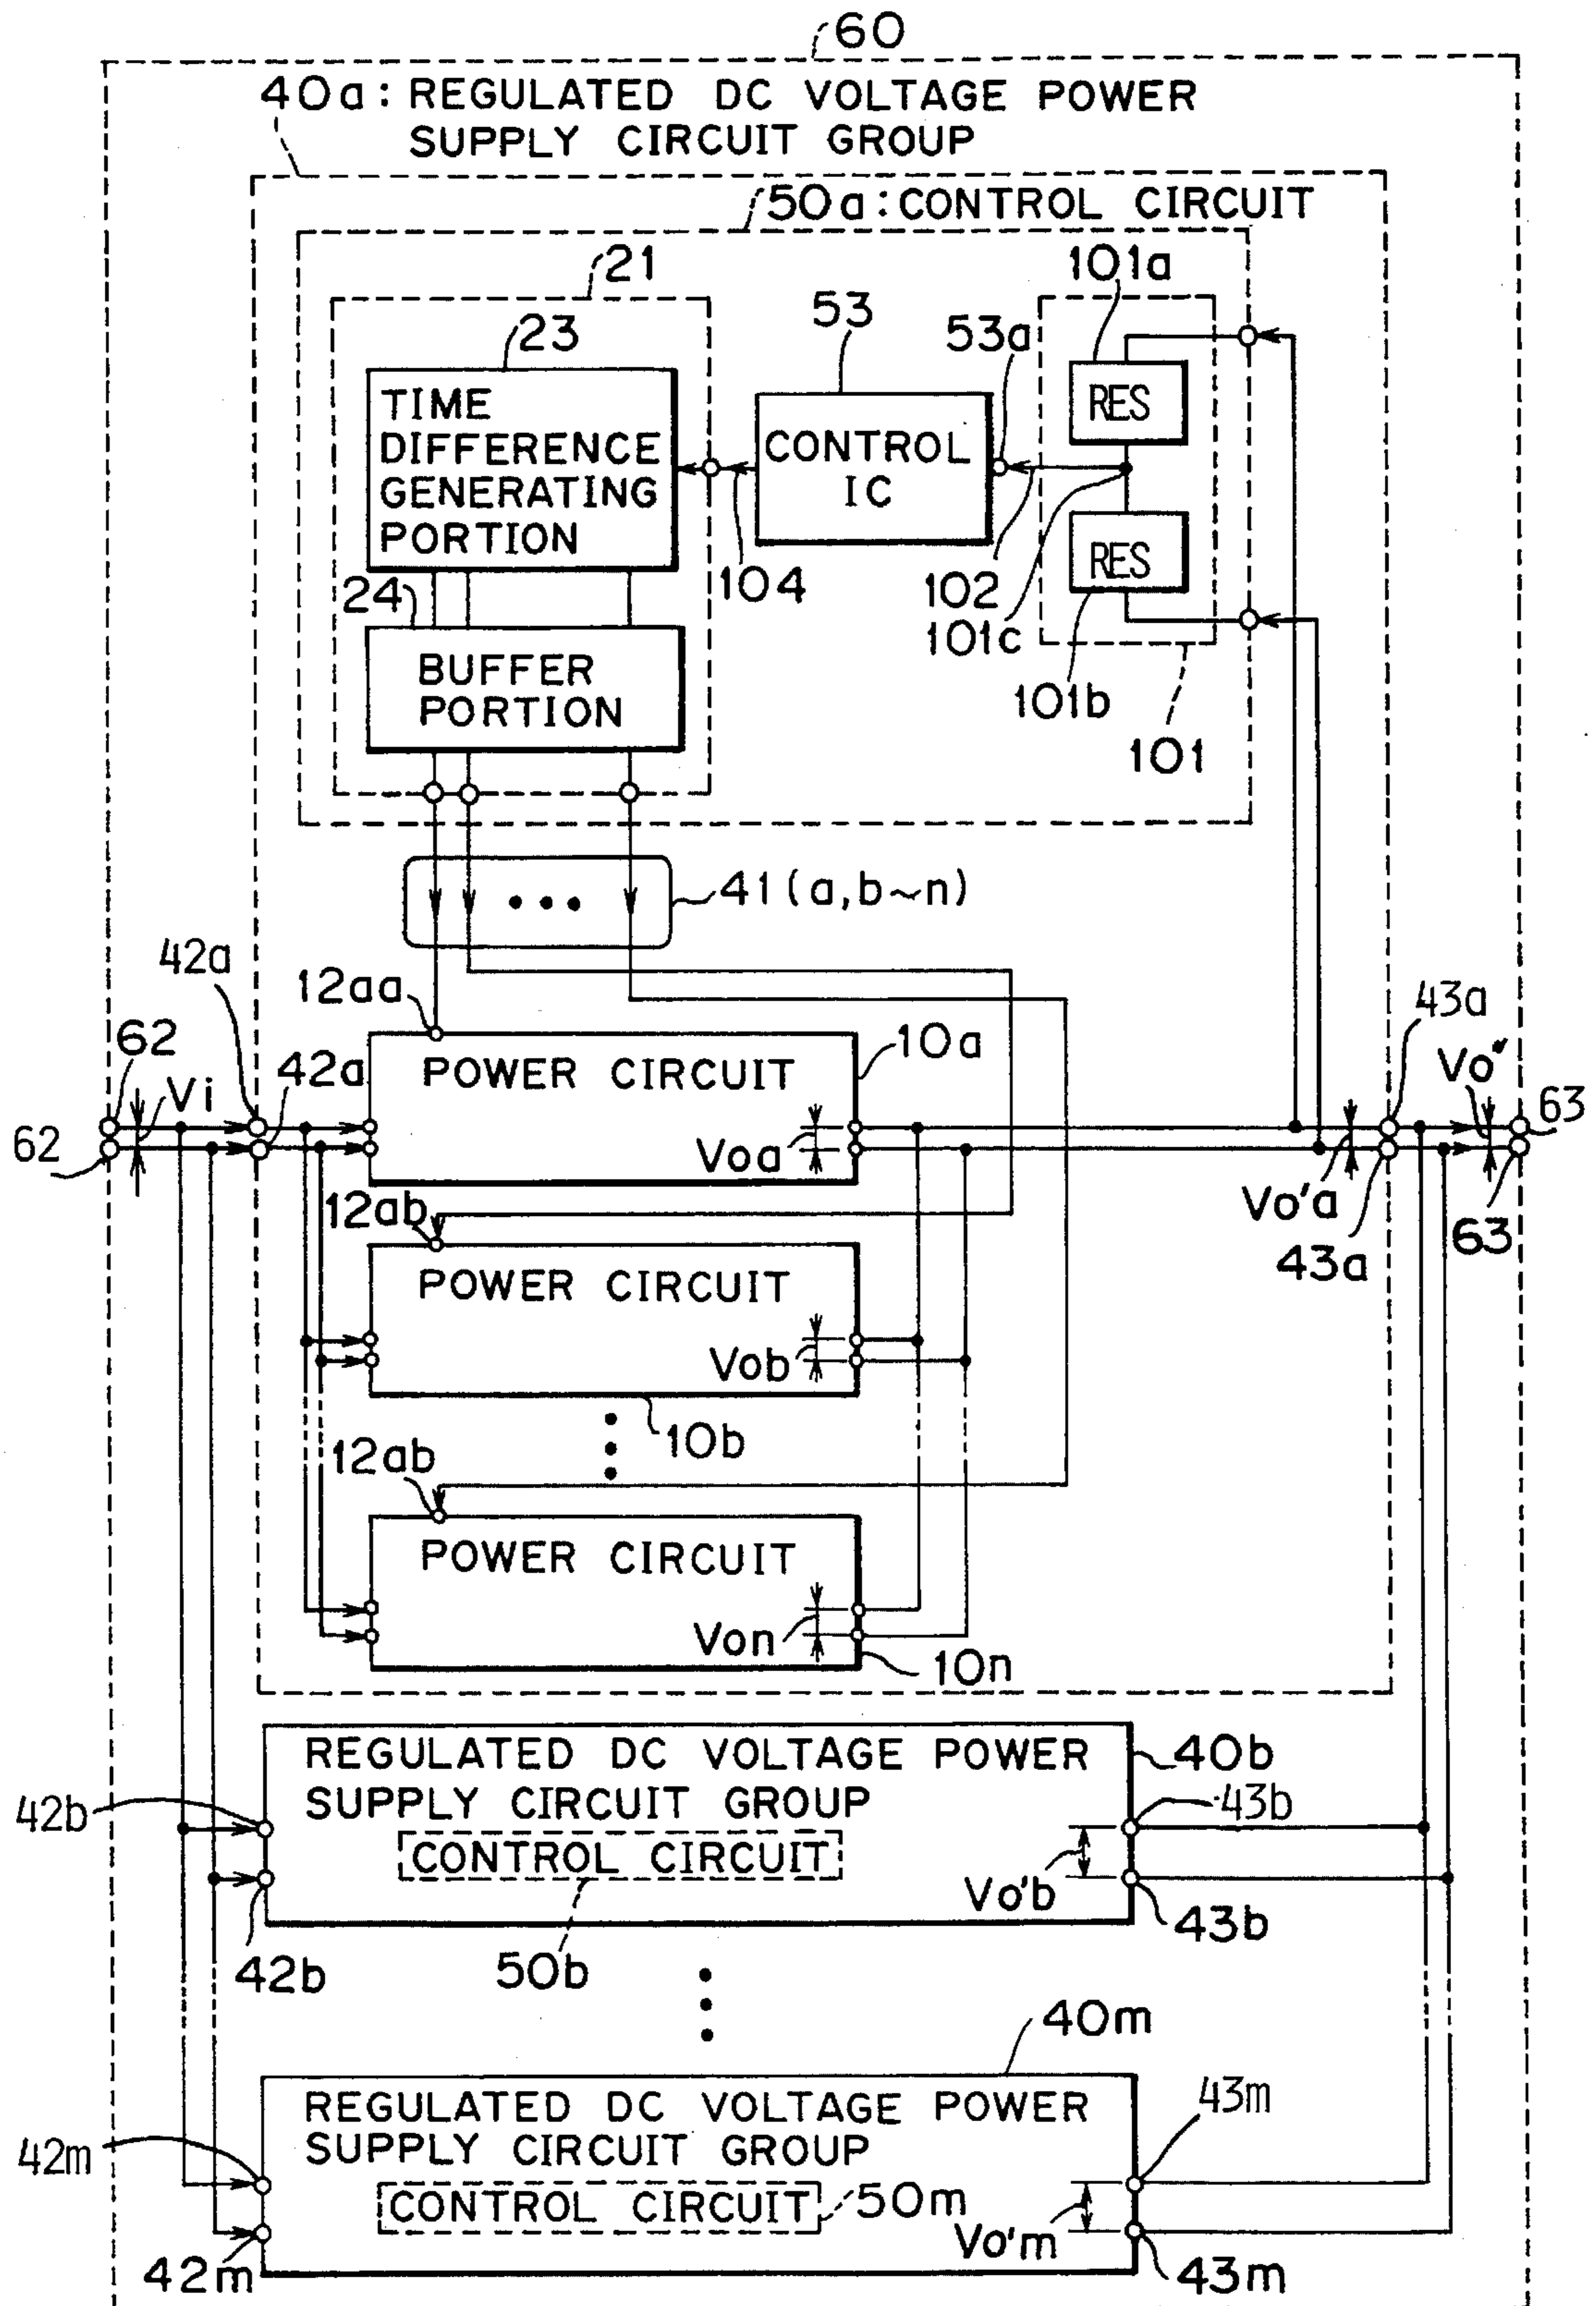 60
40a: REGULATED DC VOLTAGE POWER
SUPPLY CIRCUIT GROUP
50a: CONTROL CIRCUIT
21
101a
23
53
53a
TIME
DIFFERENCE
GENERATING
PORTION
CONTROL
IC
RES
RES
104
102
101c
24
101b
101
BUFFER
PORTION
41(a,b~n)
42a
12aa
43a
62
Vi
42a
10a
Vo"
POWER CIRCUIT
63
62
Voa
Vo'a
63
43a
12ab
POWER CIRCUIT
Vob
10b
12ab
POWER CIRCUIT
Von
10n
REGULATED DC VOLTAGE POWER
SUPPLY CIRCUIT GROUP
40b
42b
43b
CONTROL CIRCUIT
Vo'b
43b
42b
50b
40m
REGULATED DC VOLTAGE POWER
SUPPLY CIRCUIT GROUP
43m
42m
CONTROL CIRCUIT
50m
Vo'm
42m
43m